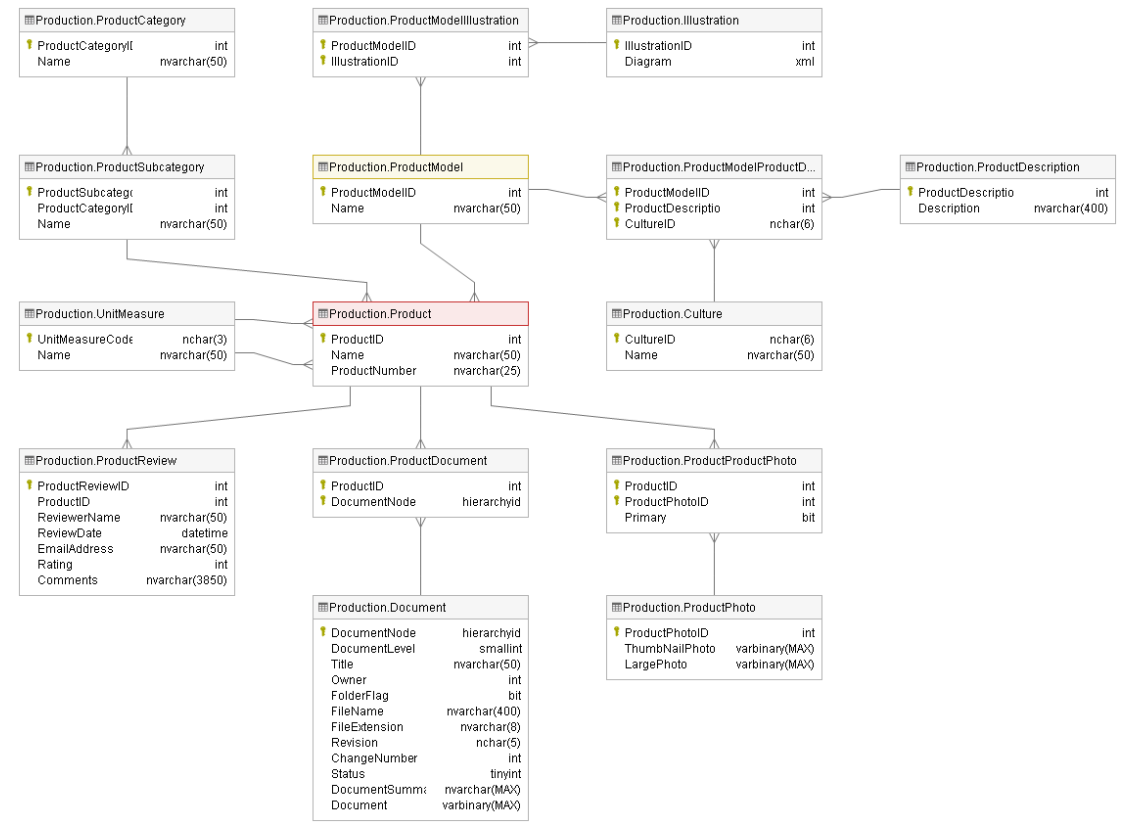 Production.ProductCategory
ProductCategoryI int
Name nvarchar(50)
Production.ProductModelIllustration
ProductModelID int
IllustrationID int
Production.Illustration
IllustrationID int
Diagram xml
Production.ProductSubcategory
ProductSubcateg int
ProductCategoryI int
Name nvarchar(50)
Production.ProductModel
ProductModelID int
Name nvarchar(50)
Production.ProductModelProductD...
ProductModelID int
ProductDescriptio int
CultureID nchar(6)
Production.ProductDescription
ProductDescriptio int
Description nvarchar(400)
Production.UnitMeasure
UnitMeasureCode nchar(3)
Name nvarchar(50)
Production.Product
ProductID int
Name nvarchar(50)
ProductNumber nvarchar(25)
Production.Culture
CultureID nchar(6)
Name nvarchar(50)
Production.ProductReview
ProductReviewID int
ProductID int
ReviewerName nvarchar(50)
ReviewDate datetime
EmailAddress nvarchar(50)
Rating int
Comments nvarchar(3850)
Production.ProductDocument
ProductID int
DocumentNode hierarchyid
Production.ProductProductPhoto
ProductID int
ProductPhotoID int
Primary bit
Production.Document
DocumentNode hierarchyid
DocumentLevel smallint
Title nvarchar(50)
Owner int
FolderFlag bit
FileName nvarchar(400)
FileExtension nvarchar(8)
Revision nchar(5)
ChangeNumber int
Status tinyint
DocumentSumma nvarchar(MAX)
Document varbinary(MAX)
Production.ProductPhoto
ProductPhotoID int
ThumbNailPhoto varbinary(MAX)
LargePhoto varbinary(MAX)